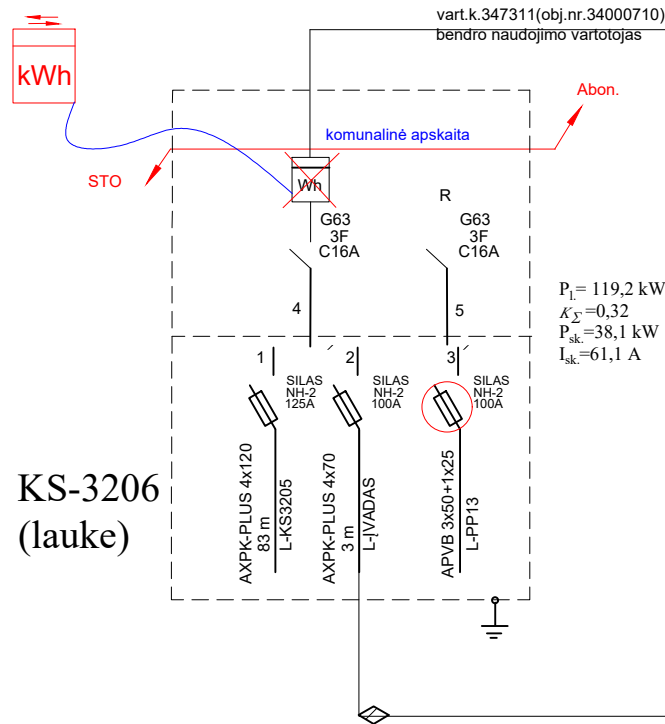 vart.k.347311(obj.nr.34000710)
bendro naudojimo vartotojas
kWh
Abon.
komunalinė apskaita
STO
Wh
R
G63
3F
C16A
G63
3F
C16A
4
5
P1.= 119,2 kW
KΣ =0,32
Psk.=38,1 kW
Isk.=61,1 A
1
2
3
SILAS
NH-2
125A
SILAS
NH-2
100A
SILAS
NH-2
100A
KS-3206
(lauke)
AXPK-PLUS 4x120
83 m
L-KS3205
AXPK-PLUS 4x70
3 m
L-ĮVADAS
APVB 3x50+1x25
L-PP13